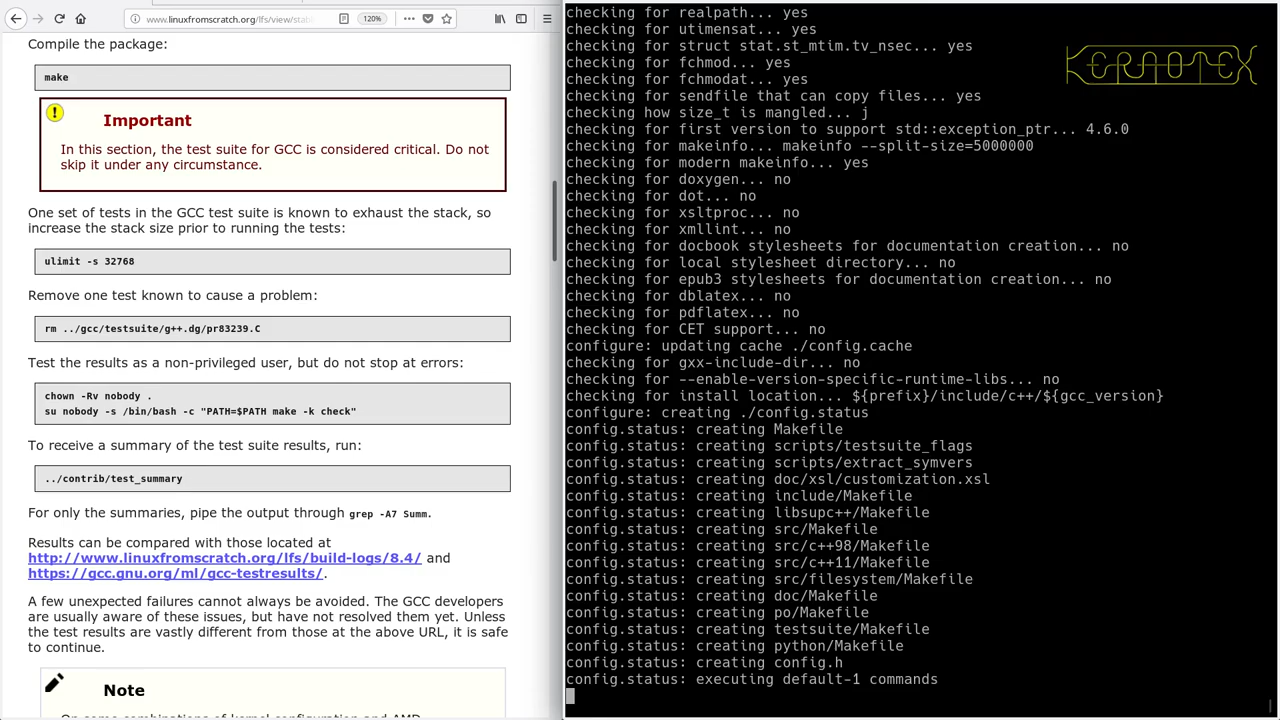 www.linuxfromscratch.org/lfs/view/stab
120%
Compile the package:
make
Important
In this section, the test suite for GCC is considered critical. Do not
skip it under any circumstance.
One set of tests in the GCC test suite is known to exhaust the stack, so
increase the stack size prior to running the tests:
ulimit -s 32768
Remove one test known to cause a problem:
rm ../gcc/testsuite/g++.dg/pr83239.C
Test the results as a non-privileged user, but do not stop at errors:
chown -Rv nobody .
su nobody -s /bin/bash -c "PATH=$PATH make -k check"
To receive a summary of the test suite results, run:
../contrib/test_summary
For only the summaries, pipe the output through grep -A7 Summ.
Results can be compared with those located at
http://www.linuxfromscratch.org/lfs/build-logs/8.4/ and
https://gcc.gnu.org/ml/gcc-testresults/.
A few unexpected failures cannot always be avoided. The GCC developers
are usually aware of these issues, but have not resolved them yet. Unless
the test results are vastly different from those at the above URL, it is safe
to continue.
Note
On some combinations of kernel configuration and AMD
checking for realpath... yes
checking for utimensat... yes
checking for struct stat.st_mtim.tv_nsec... yes
checking for fchmod... yes
checking for fchmodat... yes
checking for sendfile that can copy files... yes
checking how size_t is mangled... j
checking for first version to support std::exception_ptr... 4.6.0
checking for makeinfo... makeinfo --split-size=5000000
checking for modern makeinfo... yes
checking for doxygen... no
checking for dot... no
checking for xsltproc... no
checking for xmllint... no
checking for docbook stylesheets for documentation creation... no
checking for local stylesheet directory... no
checking for epub3 stylesheets for documentation creation... no
checking for dblatex... no
checking for pdflatex... no
checking for CET support... no
configure: updating cache ./config.cache
checking for gxx-include-dir... no
checking for --enable-version-specific-runtime-libs... no
checking for install location... ${prefix}/include/c++/${gcc_version}
configure: creating ./config.status
config.status: creating Makefile
config.status: creating scripts/testsuite_flags
config.status: creating scripts/extract_symvers
config.status: creating doc/xsl/customization.xsl
config.status: creating include/Makefile
config.status: creating libsupc++/Makefile
config.status: creating src/Makefile
config.status: creating src/c++98/Makefile
config.status: creating src/c++11/Makefile
config.status: creating src/filesystem/Makefile
config.status: creating doc/Makefile
config.status: creating po/Makefile
config.status: creating testsuite/Makefile
config.status: creating python/Makefile
config.status: creating config.h
config.status: executing default-1 commands